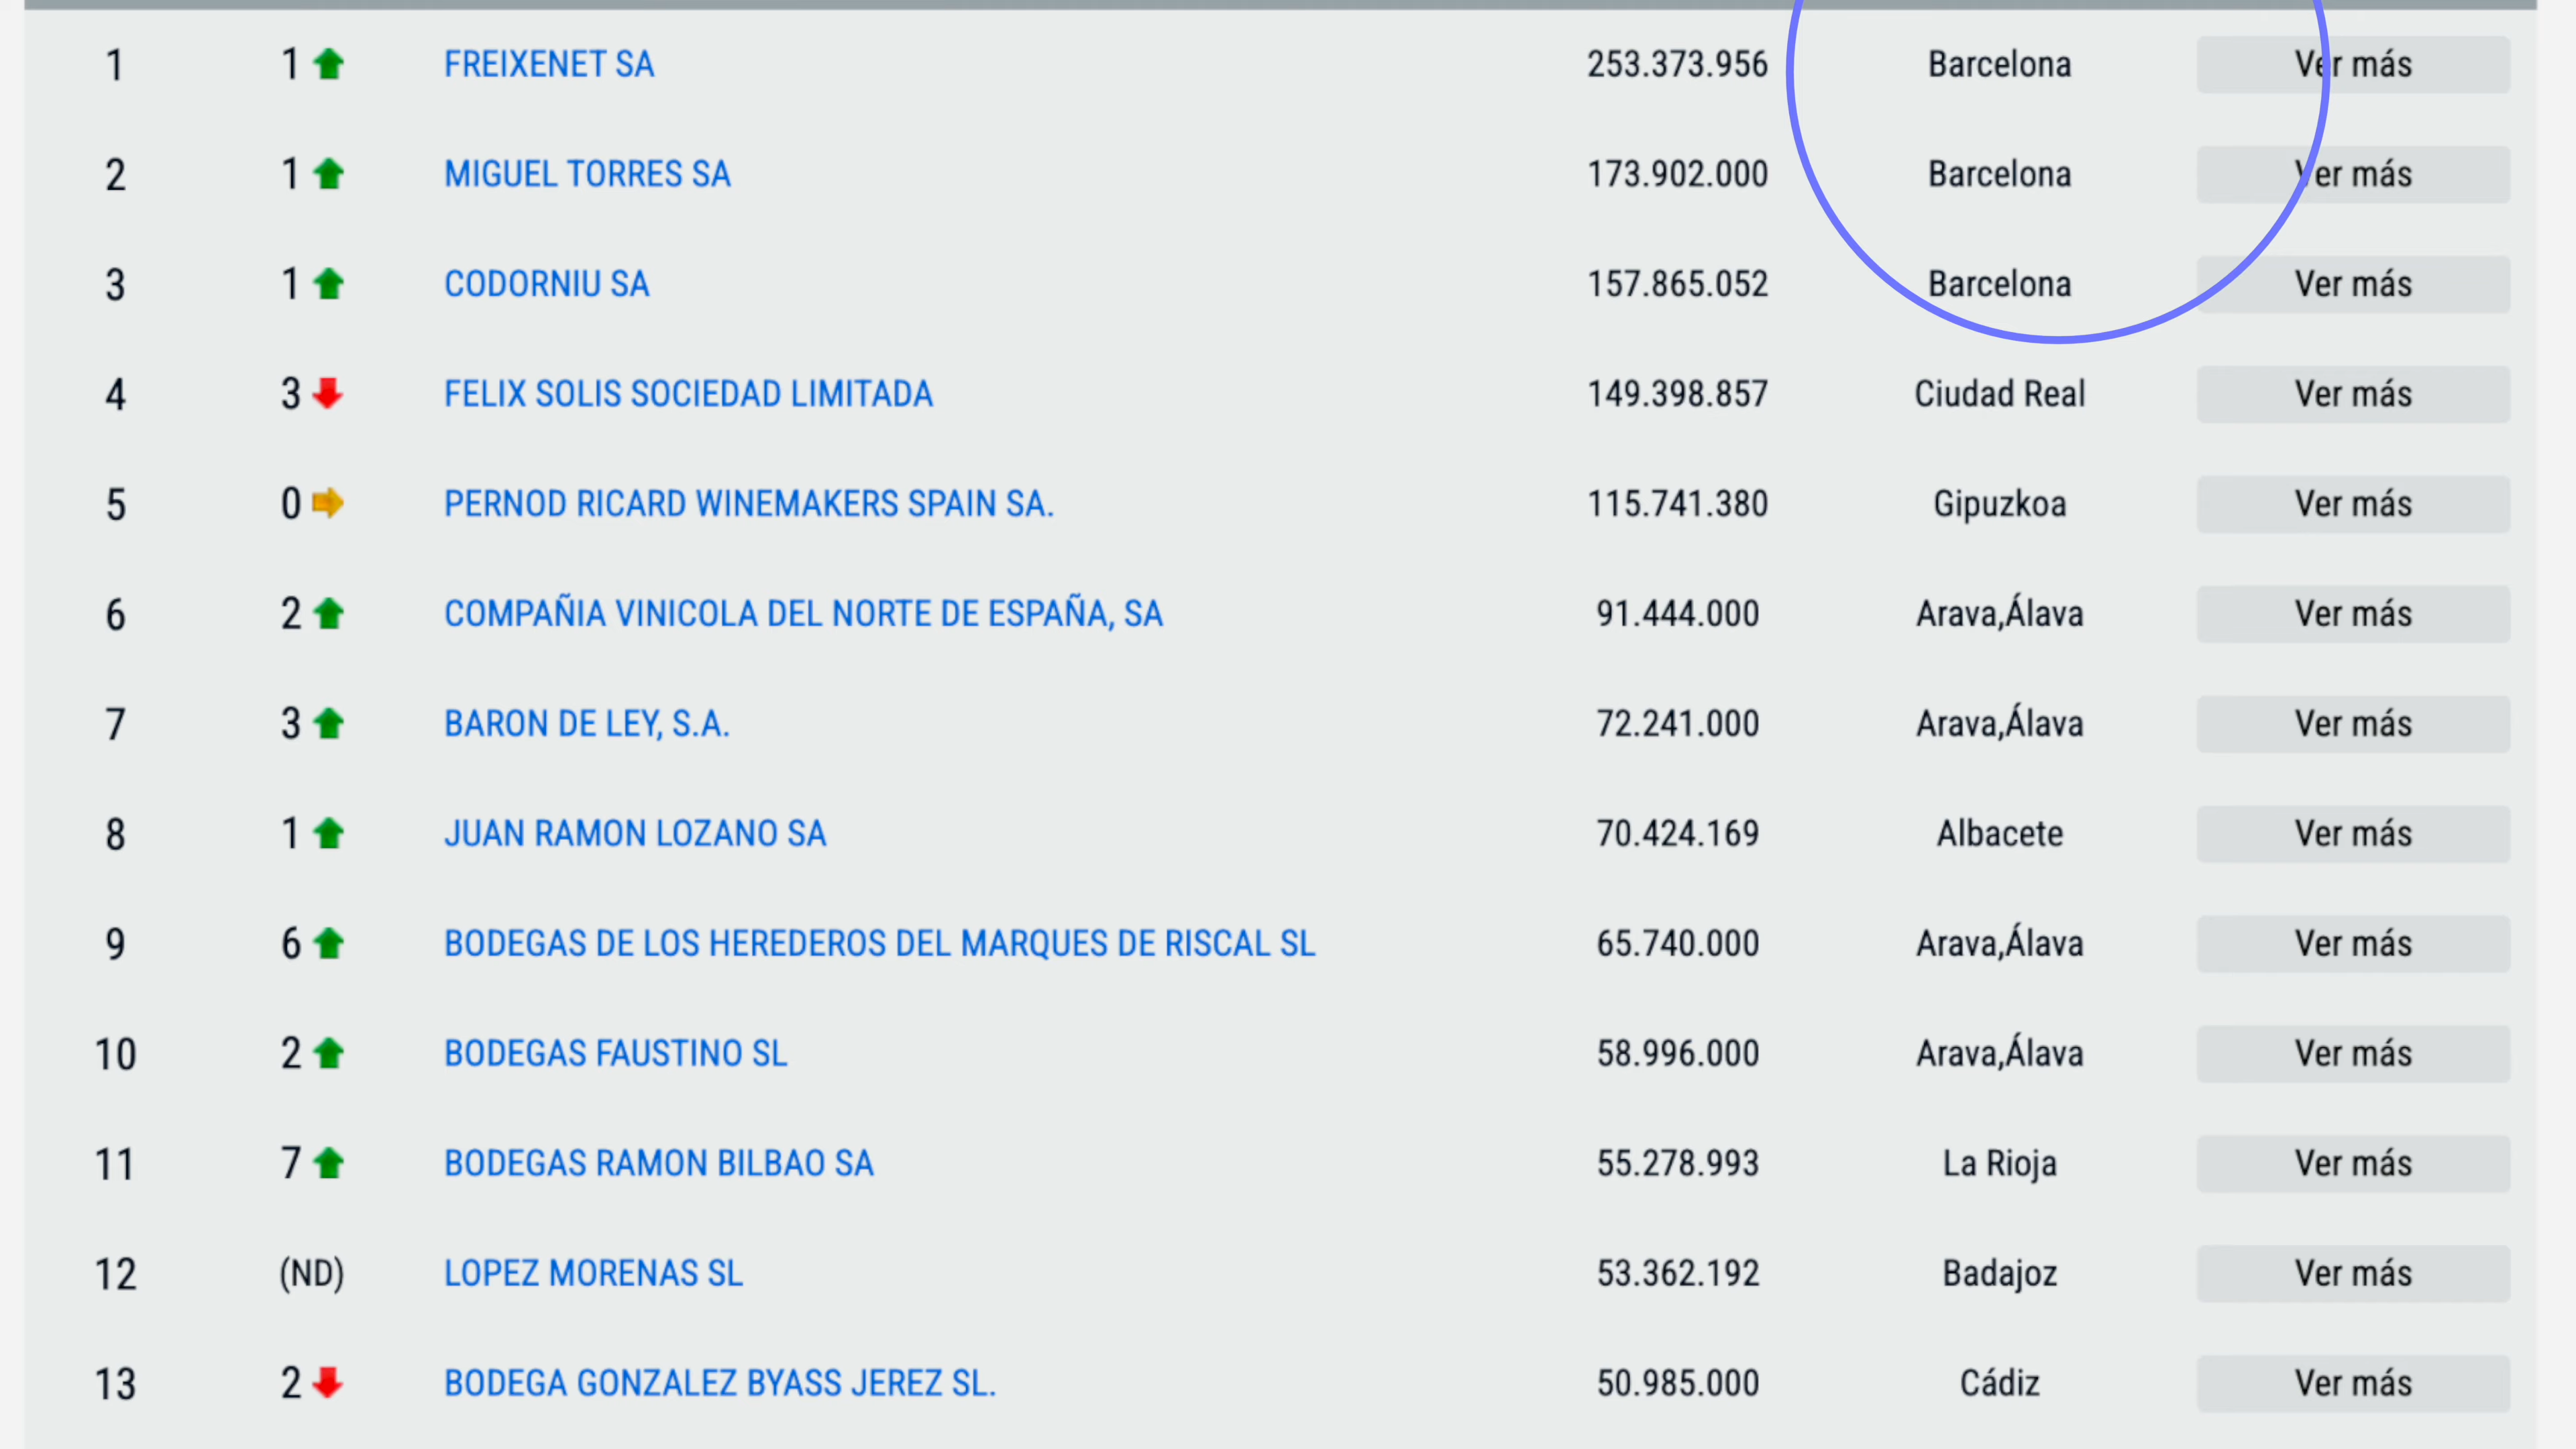 1 1 FREIXENET SA 253.373.956 Barcelona Ver más
2 1 MIGUEL TORRES SA 173.902.000 Barcelona Ver más
3 1 CODORNIU SA 157.865.052 Barcelona Ver más
4 3 FELIX SOLIS SOCIEDAD LIMITADA 149.398.857 Ciudad Real Ver más
5 0 PERNOD RICARD WINEMAKERS SPAIN SA. 115.741.380 Gipuzkoa Ver más
6 2 COMPAÑIA VINICOLA DEL NORTE DE ESPAÑA, SA 91.444.000 Arava,Álava Ver más
7 3 BARON DE LEY, S.A. 72.241.000 Arava,Álava Ver más
8 1 JUAN RAMON LOZANO SA 70.424.169 Albacete Ver más
9 6 BODEGAS DE LOS HEREDEROS DEL MARQUES DE RISCAL SL 65.740.000 Arava,Álava Ver más
10 2 BODEGAS FAUSTINO SL 58.996.000 Arava,Álava Ver más
11 7 BODEGAS RAMON BILBAO SA 55.278.993 La Rioja Ver más
12 (ND) LOPEZ MORENAS SL 53.362.192 Badajoz Ver más
13 2 BODEGA GONZALEZ BYASS JEREZ SL. 50.985.000 Cádiz Ver más